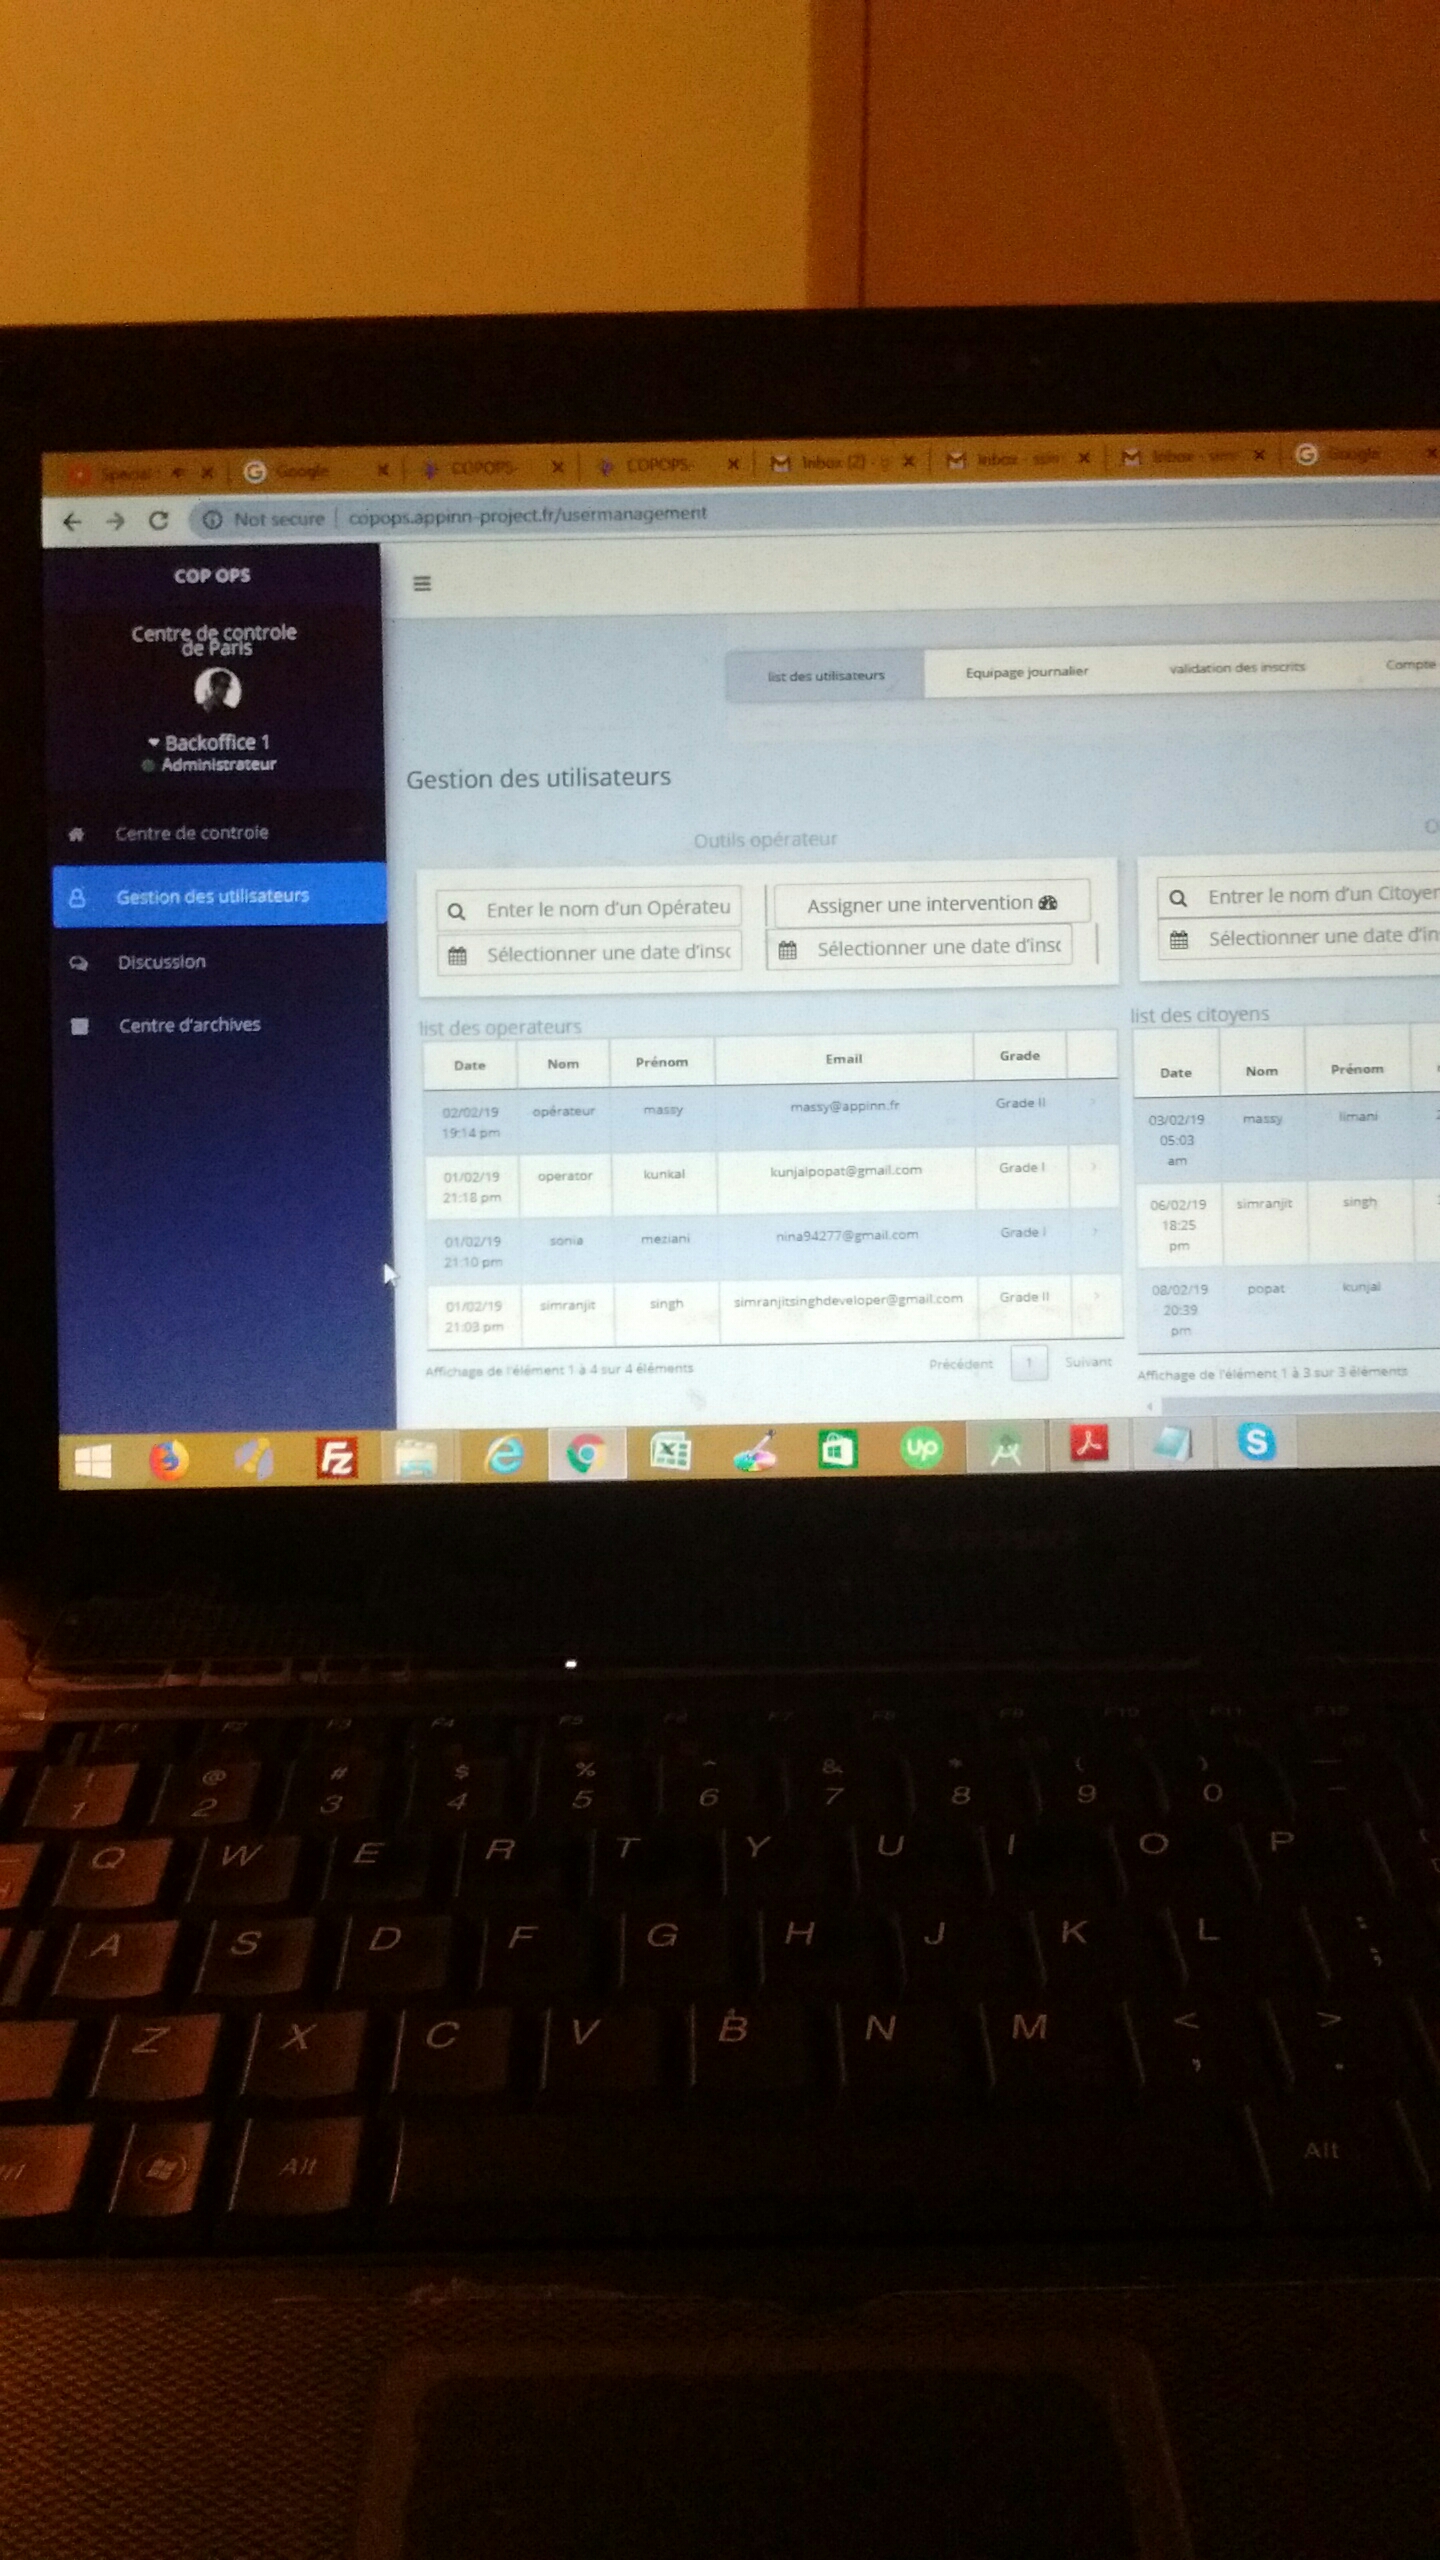 Google
COPOPS-
COPOPS-
Inbox (2) - g
Inbox -
Inbox -
Google
Not secure | copops.appinn-project.fr/usermanagement
COP OPS
Centre de controle
de Paris
Backoffice 1
Administrateur
Centre de controle
Gestion des utilisateurs
Discussion
Centre d'archives
list des utilisateurs
Equipage journalier
validation des inscrits
Compte
Gestion des utilisateurs
Outils opérateur
Enter le nom d'un Opérateu
Assigner une intervention
Sélectionner une date d'insc
Sélectionner une date d'insc
Entrer le nom d'un Citoyer
Sélectionner une date d'in
list des operateurs
Date Nom Prénom Email Grade
02/02/19 19:14 pm opérateur massy massy@appinn.fr Grade II
01/02/19 21:18 pm operator kunkal kunjalpopat@gmail.com Grade I
01/02/19 21:10 pm sonia meziani nina94277@gmail.com Grade I
01/02/19 21:03 pm simranjit singh simranjitsinghdeveloper@gmail.com Grade II
Affichage de l'élément 1 à 4 sur 4 éléments
Précédent 1 Suivant
list des citoyens
Date Nom Prénom
03/02/19 05:03 am massy limani
06/02/19 18:25 pm simranjit singh
08/02/19 20:39 pm popat kunjal
Affichage de l'élément 1 à 3 sur 3 éléments
Fz
Up
S
F1 F2 F3 F4 F5 F6 F7 F8 F9 F10 F11 F12
! @ # $ % ^ & * ( ) _
1 2 3 4 5 6 7 8 9 0 -
Q W E R T Y U I O P
A S D F G H J K L : ;
Z X C V B N M < , > .
Alt Alt